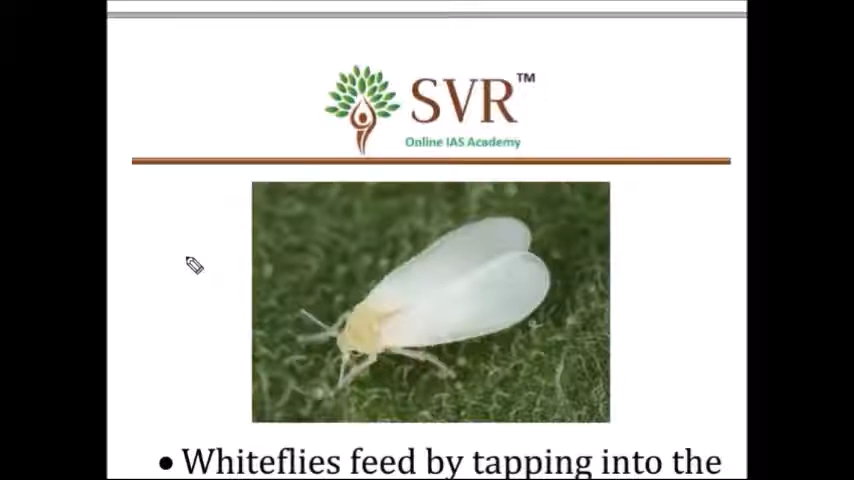 SVR™
Online IAS Academy
• Whiteflies feed by tapping into the